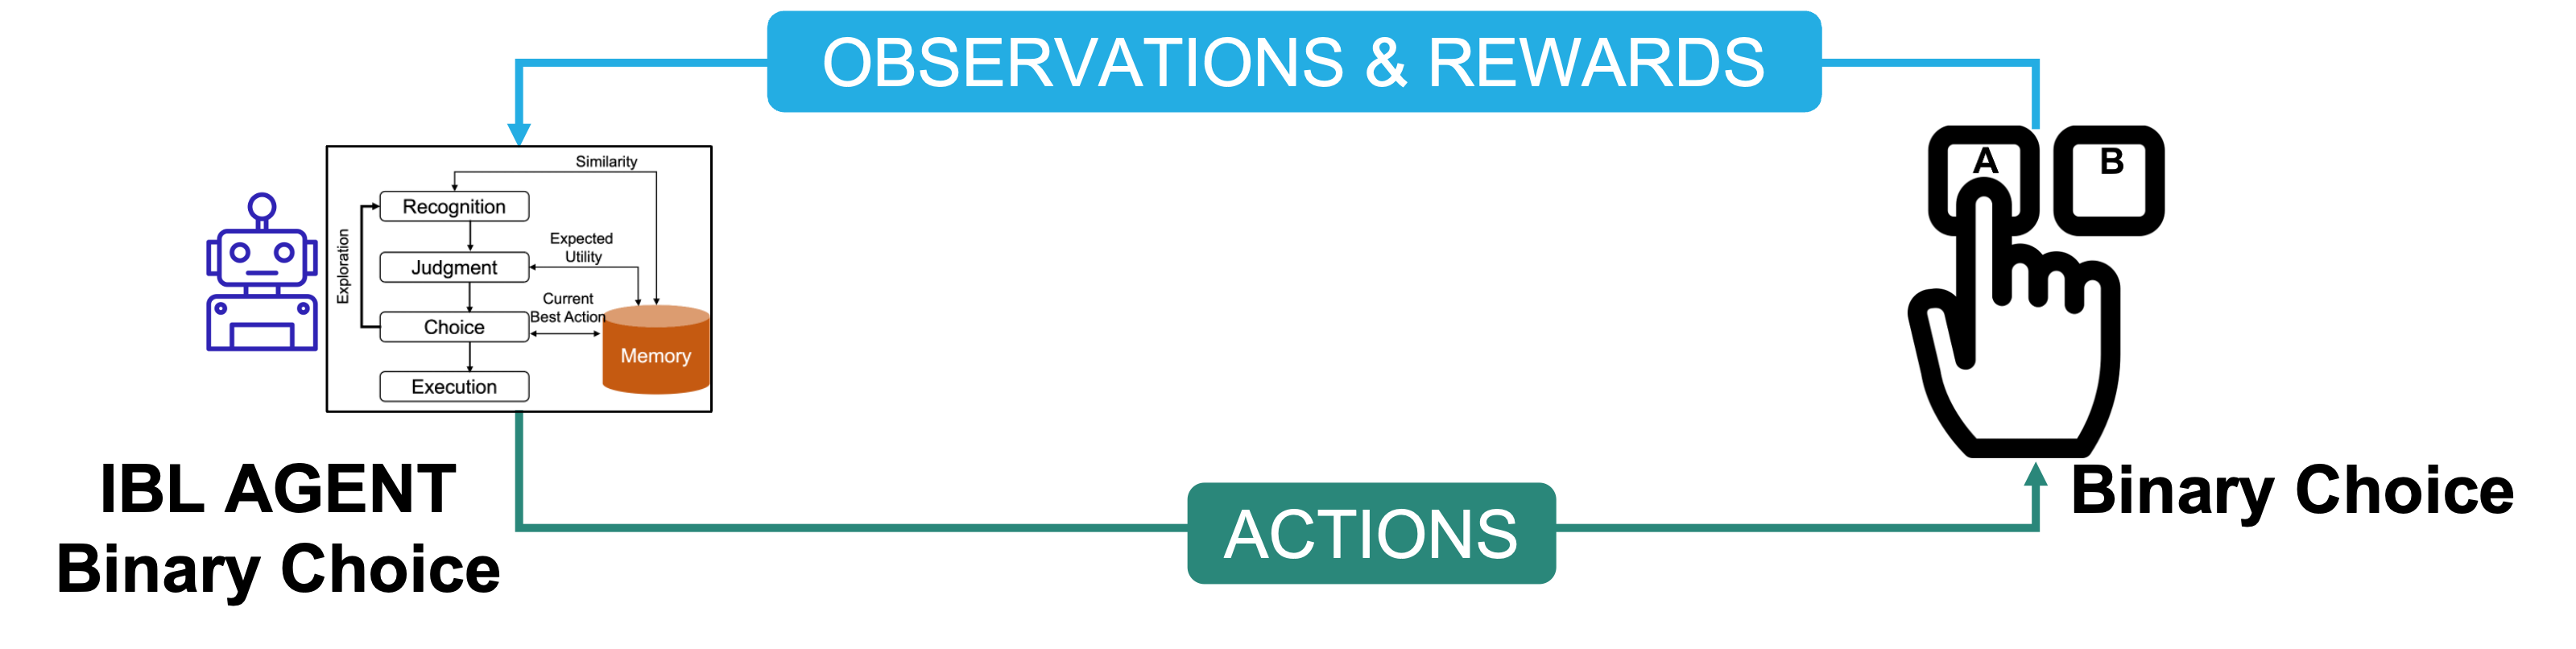 OBSERVATIONS & REWARDS
Similarity
Recognition
Exploration
Expected
Utility
Judgment
Current
Best Action
Choice
Memory
Execution
A
B
IBL AGENT
Binary Choice
ACTIONS
Binary Choice